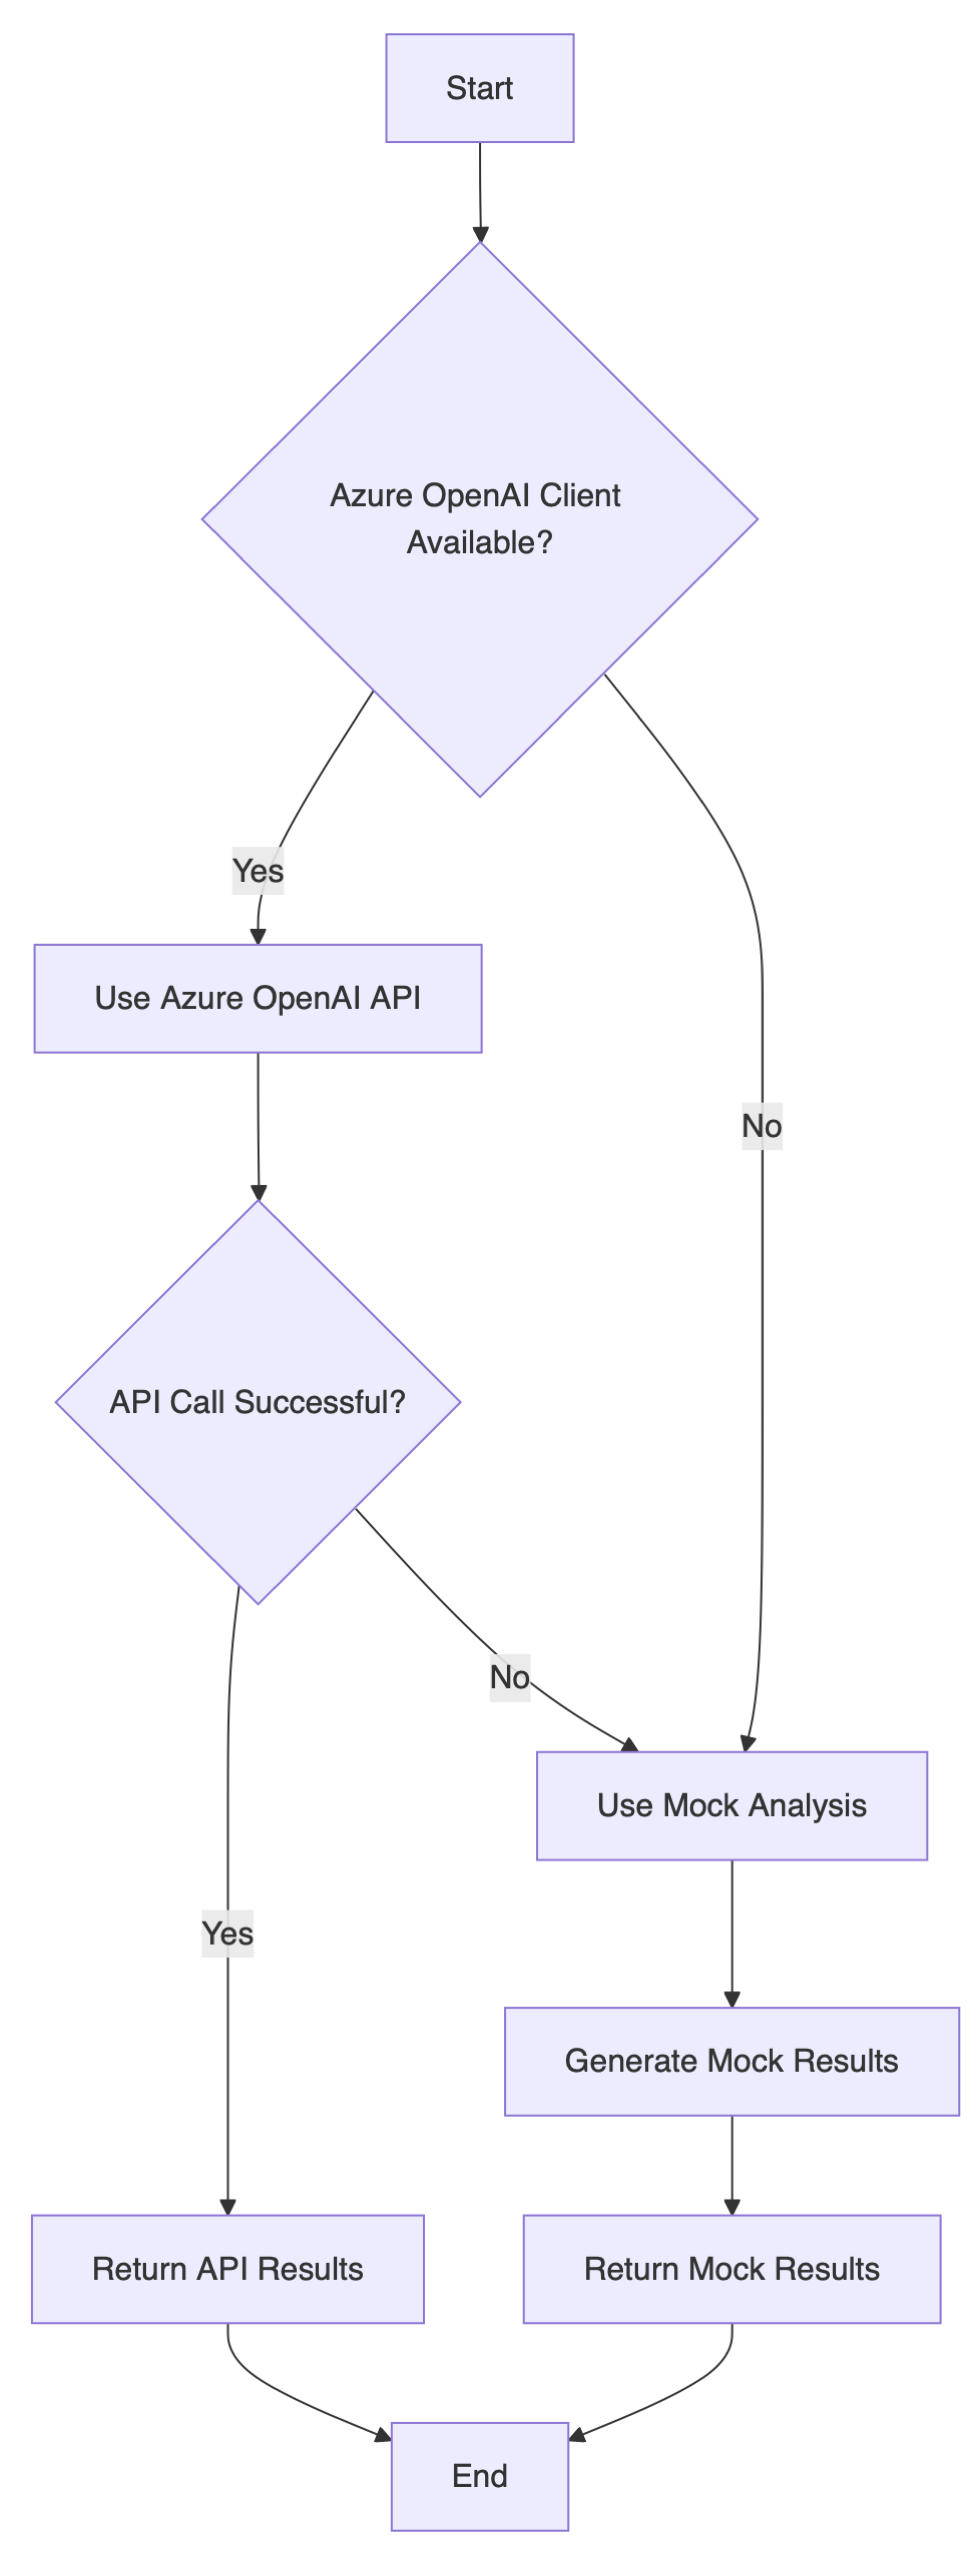 Start
Azure OpenAI Client
Available?
Yes
Use Azure OpenAI API
No
API Call Successful?
No
Use Mock Analysis
Yes
Generate Mock Results
Return API Results
Return Mock Results
End